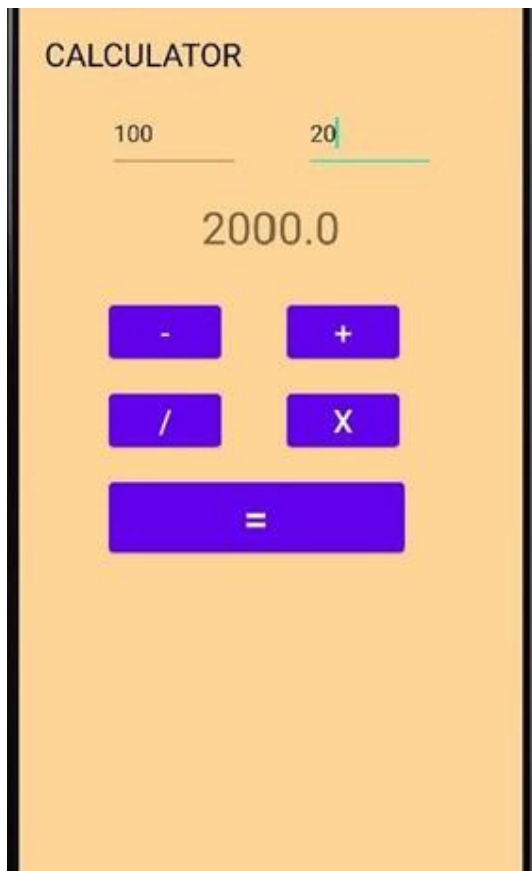 CALCULATOR
100 20
2000.0
- +
/ X
=